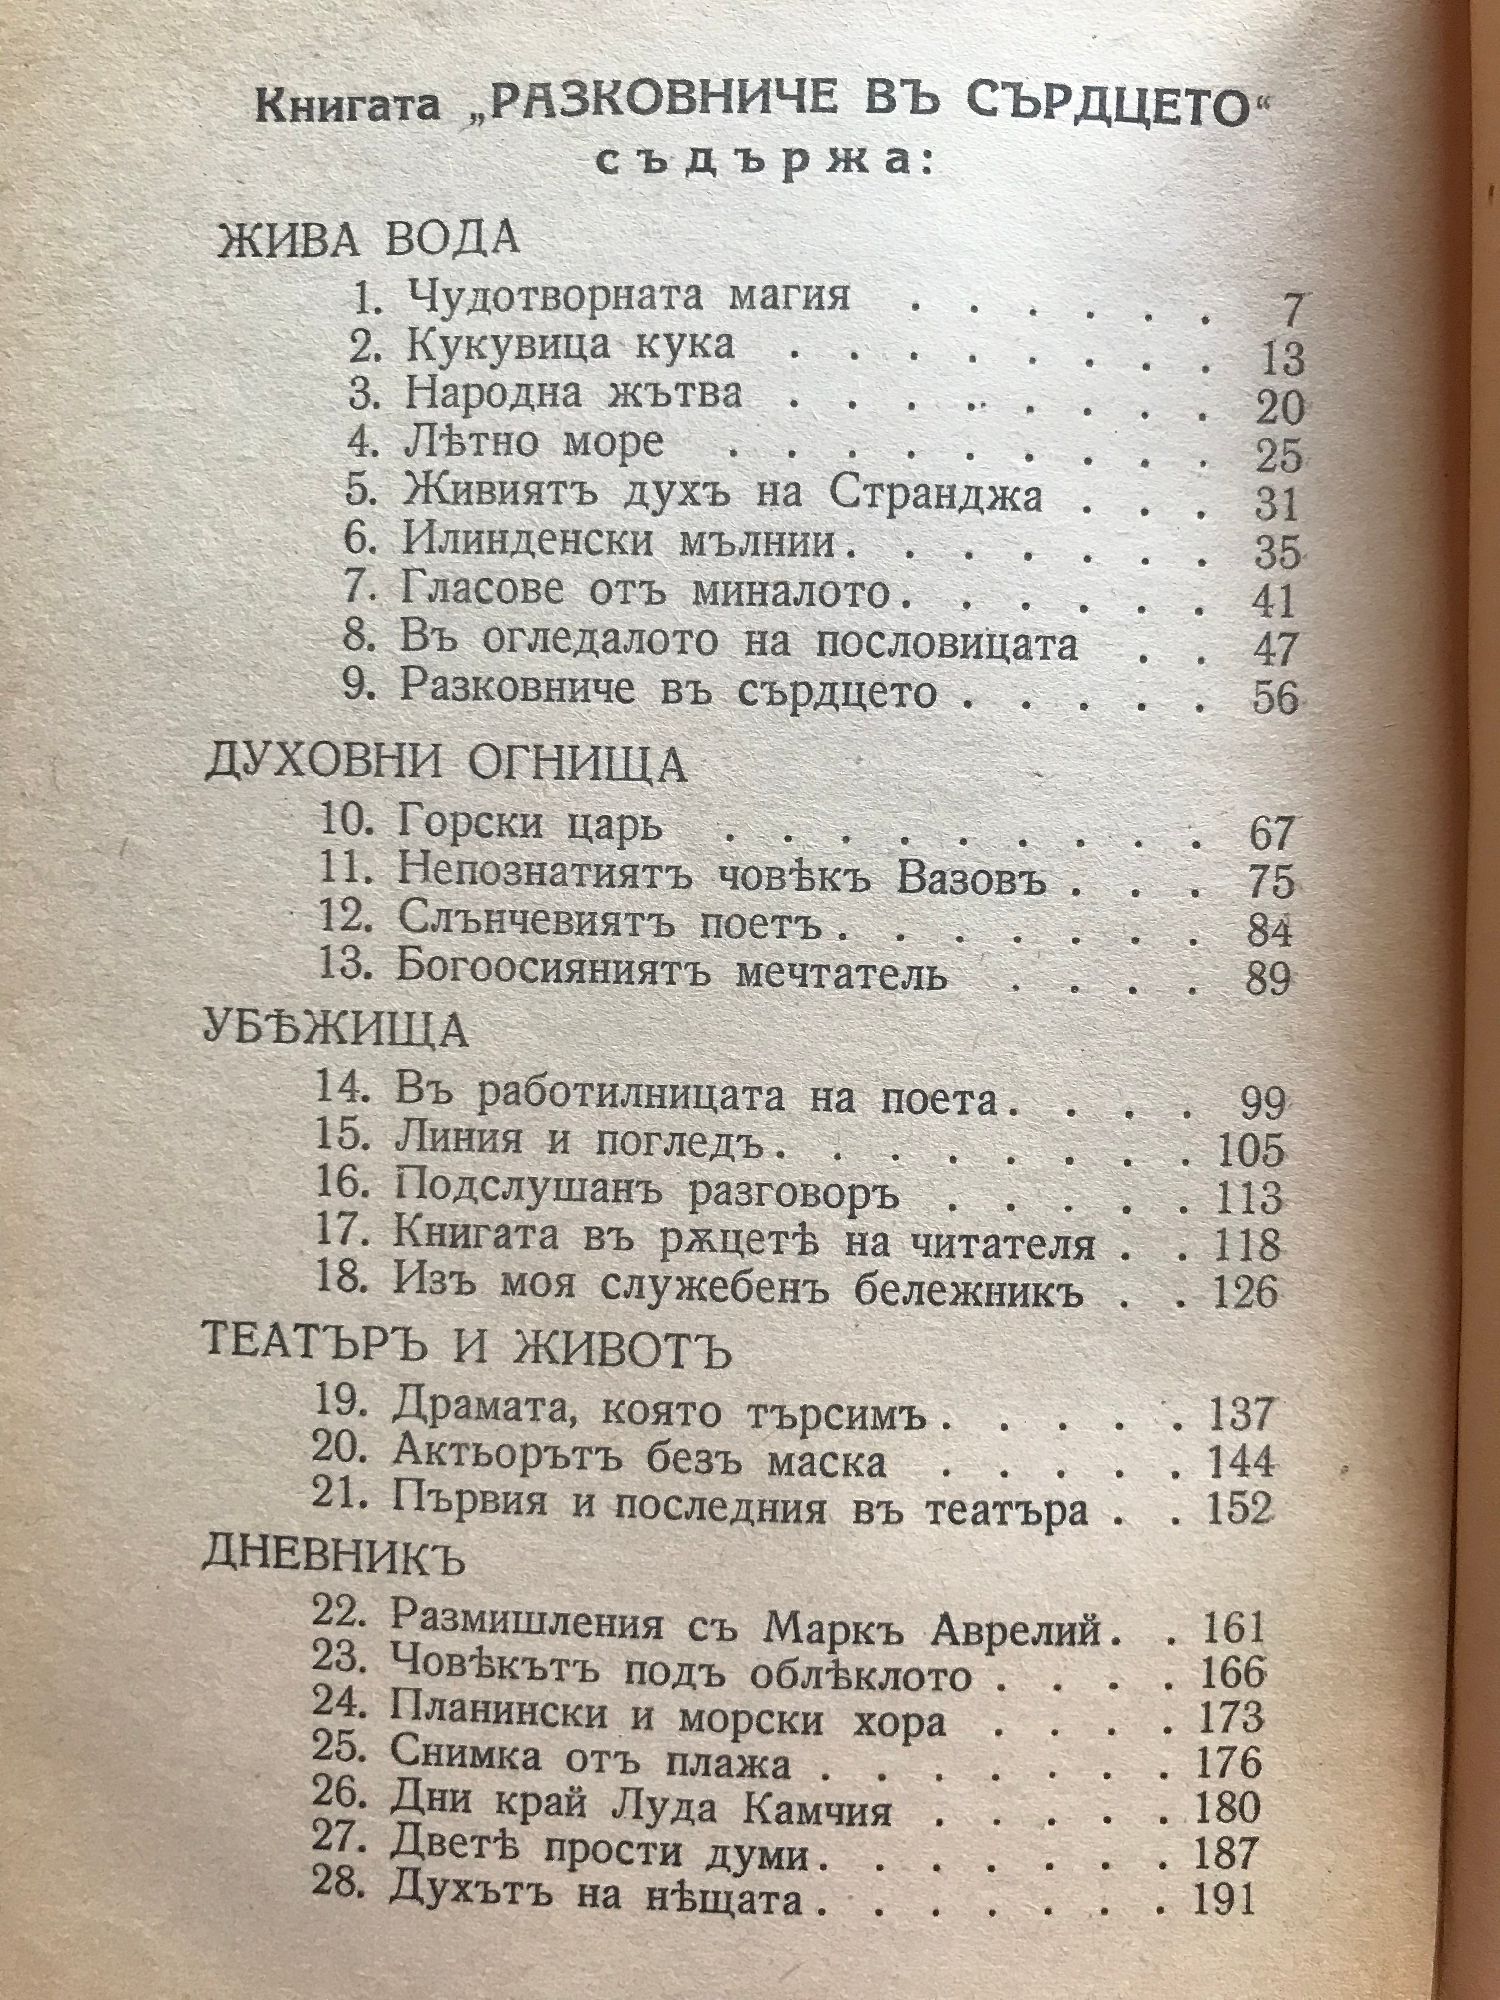 Книгата „РАЗКОВНИЧЕ ВЪ СЪРДЦЕТО“
съдържа:
ЖИВА ВОДА
1. Чудотворната магия . . . . . . 7
2. Кукувица кука . . . . . . . . 13
3. Народна жътва . . . . . . . . 20
4. Лѣтно море . . . . . . . . . 25
5. Живиятъ духъ на Странджа . . . 31
6. Илинденски мълнии . . . . . . . 35
7. Гласове отъ миналото . . . . . . 41
8. Въ огледалото на пословицата . . 47
9. Разковниче въ сърдцето . . . . . 56
ДУХОВНИ ОГНИЩА
10. Горски царь . . . . . . . . . 67
11. Непознатиятъ човѣкъ Вазовъ . . . 75
12. Слънчевиятъ поетъ . . . . . . . 84
13. Богоосияниятъ мечтатель . . . . 89
УБѢЖИЩА
14. Въ работилницата на поета . . . . 99
15. Линия и погледъ . . . . . . . . 105
16. Подслушанъ разговоръ . . . . . 113
17. Книгата въ рѫцетѣ на читателя . . 118
18. Изъ моя служебенъ бележникъ . . 126
ТЕАТЪРЪ И ЖИВОТЪ
19. Драмата, която търсимъ . . . . . 137
20. Актьорътъ безъ маска . . . . . 144
21. Първия и последния въ театъра . . 152
ДНЕВНИКЪ
22. Размишления съ Маркъ Аврелий . . 161
23. Човѣкътъ подъ облѣклото . . . . 166
24. Планински и морски хора . . . . 173
25. Снимка отъ плажа . . . . . . . 176
26. Дни край Луда Камчия . . . . . 180
27. Дветѣ прости думи . . . . . . . 187
28. Духътъ на нѣщата . . . . . . . 191